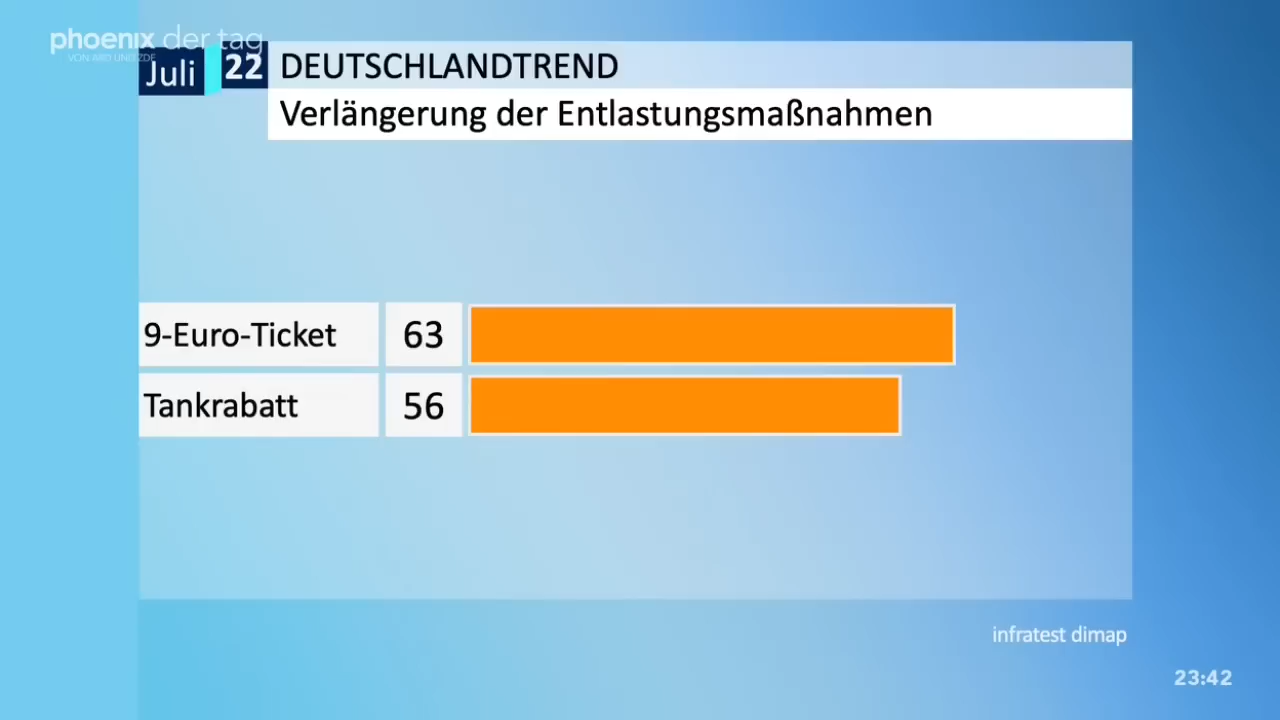 phoenix der tag
VON ARD UND ZDF
Juli 22
DEUTSCHLANDTREND
Verlängerung der Entlastungsmaßnahmen
9-Euro-Ticket 63
Tankrabatt 56
infratest dimap
23:42